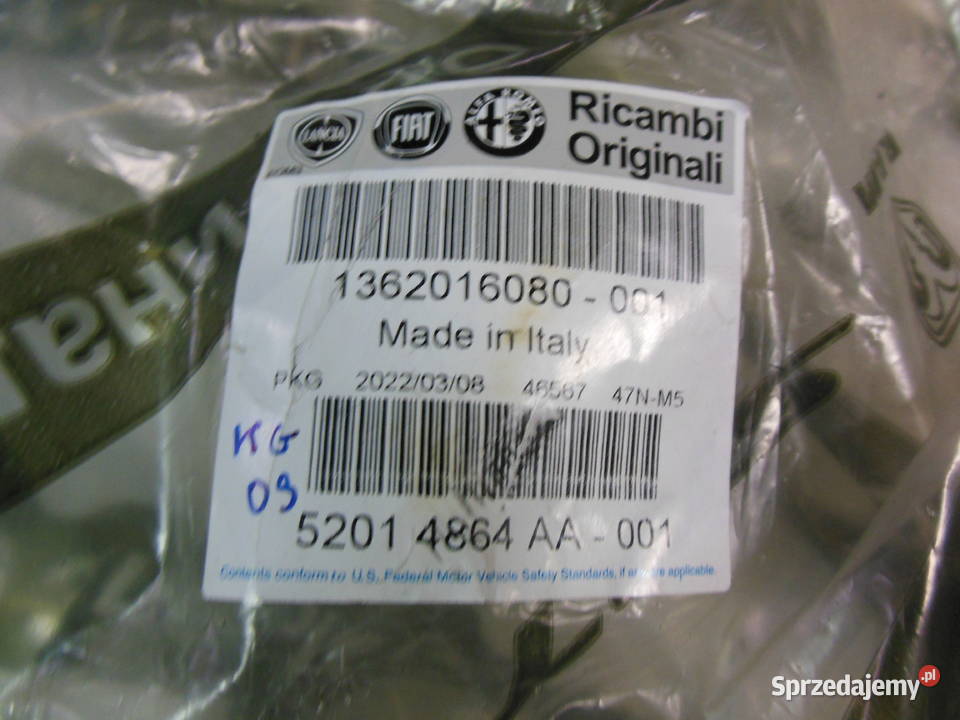 LANCIA
FIAT
ALFA ROMEO
Ricambi
Originali
1362016080 - 001
Made in Italy
PKG 2022/03/08 46567 47N-M5
KG
09
5201 4864 AA - 001
Contents conform to U.S. Federal Motor Vehicle Safety Standards, if any are applicable.
Sprzedajemy.pl